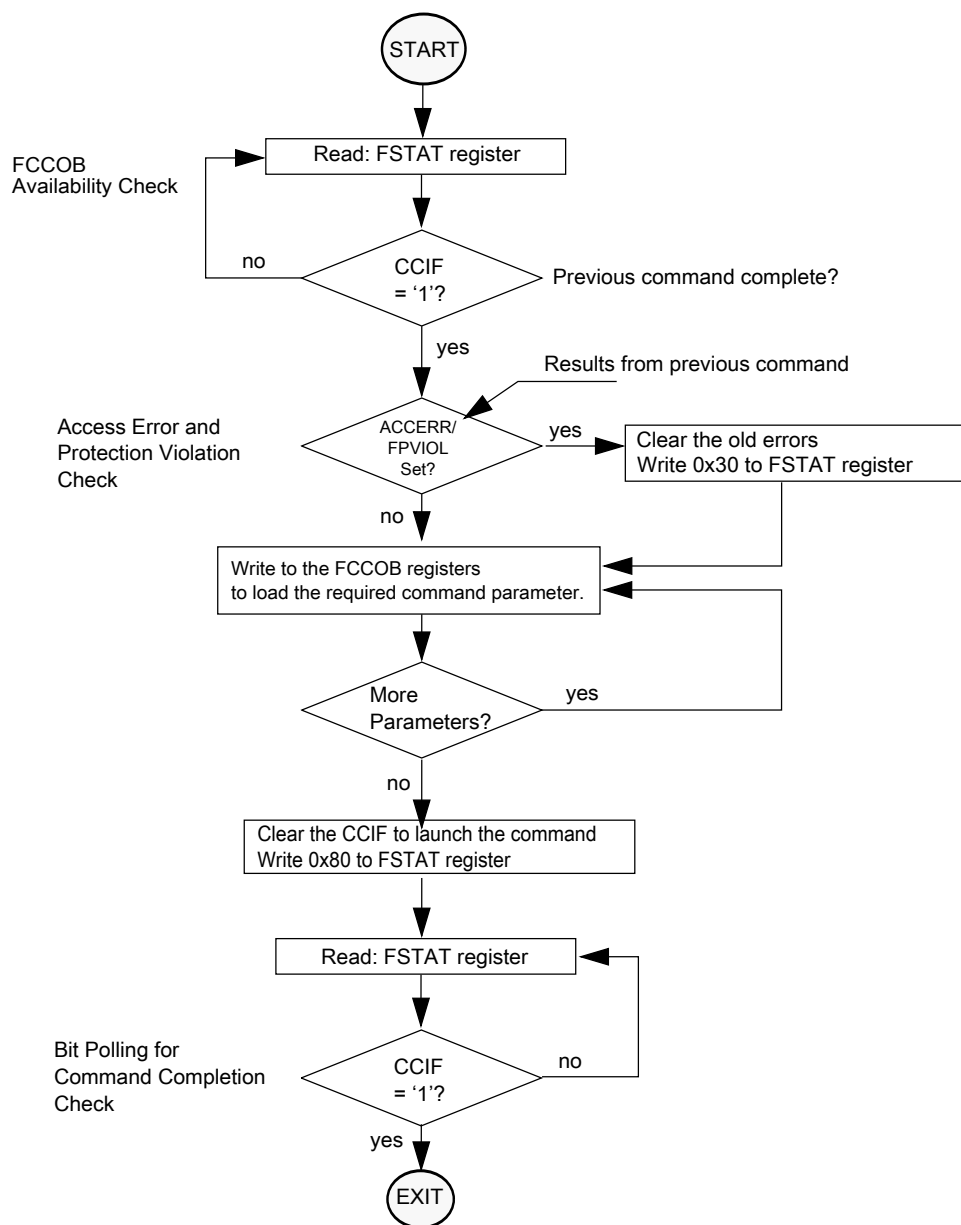 START
Read: FSTAT register
FCCOB
Availability Check
no
CCIF
= ‘1’?
Previous command complete?
yes
Results from previous command
Access Error and
Protection Violation
Check
ACCERR/
FPVIOL
Set?
yes
Clear the old errors
Write 0x30 to FSTAT register
no
Write to the FCCOB registers
to load the required command parameter.
More
Parameters?
yes
no
Clear the CCIF to launch the command
Write 0x80 to FSTAT register
Read: FSTAT register
Bit Polling for
Command Completion
Check
CCIF
= ‘1’?
no
yes
EXIT